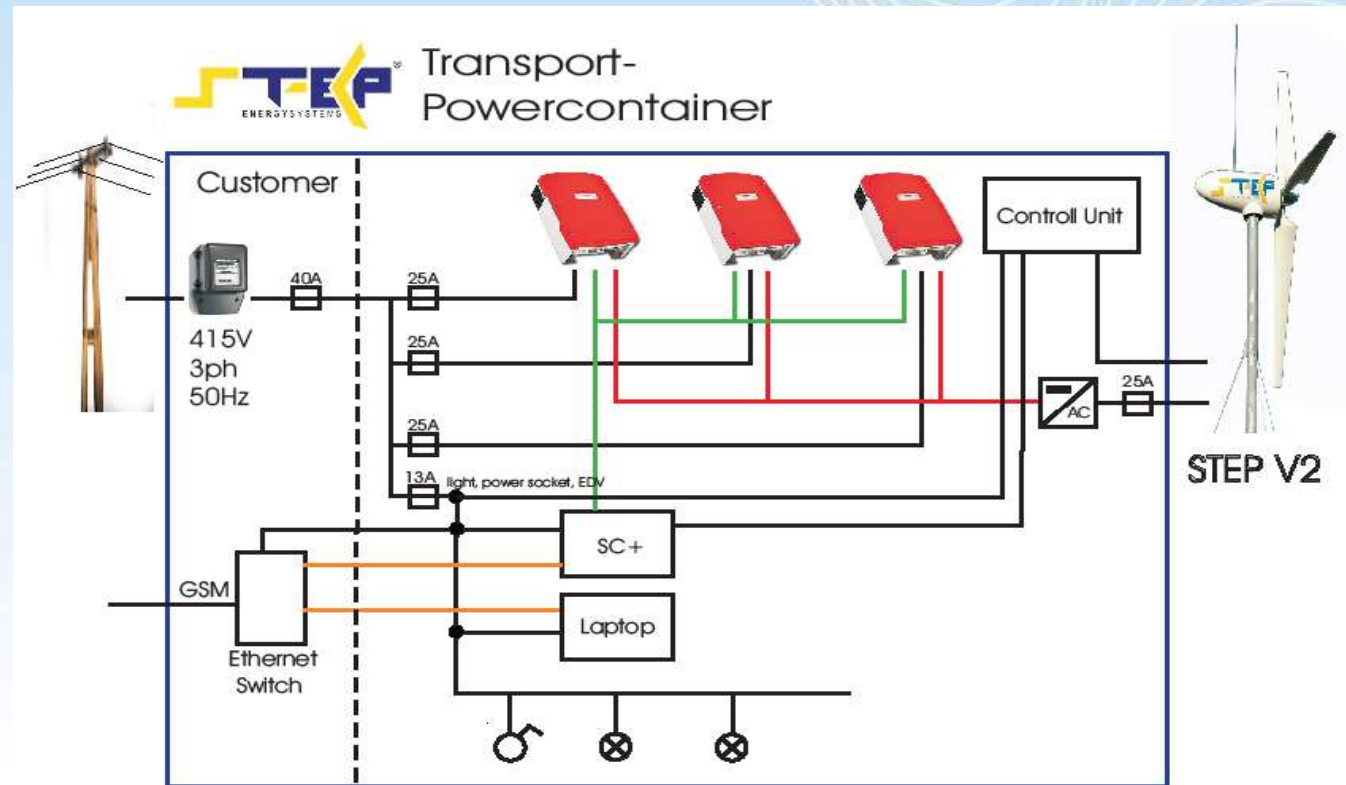 STEP®
ENERGYSYSTEMS
Transport-
Powercontainer
Customer
Controll Unit
40A
25A
415V
3ph
50Hz
25A
25A
AC
25A
STEP V2
13A
light, power socket, EDV
SC+
GSM
Laptop
Ethernet
Switch
STEP